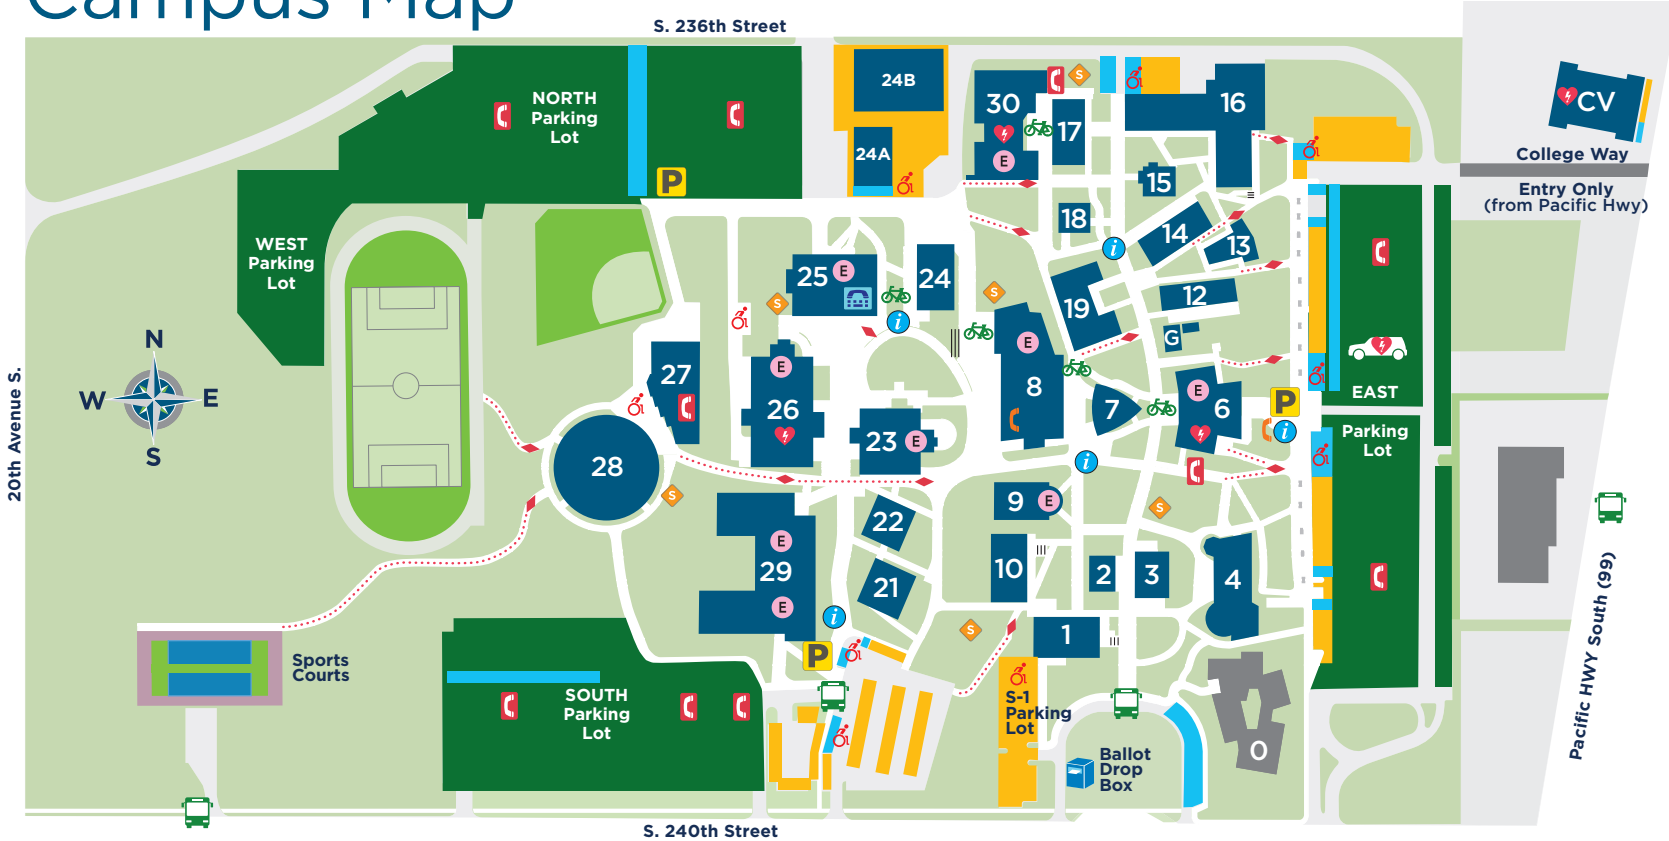 Campus Map
S. 236th Street
24B
NORTH
Parking
Lot
30
17
16
CV
24A
E
15
College Way
Entry Only
(from Pacific Hwy)
P
S
18
14
13
WEST
Parking
Lot
i
25
E
24
S
S
19
12
i
G
N
W
E
S
20th Avenue S.
27
E
26
E
8
7
E
6
EAST
P
i
Parking
Lot
23
E
28
S
i
9
E
S
22
E
29
E
10
2
3
4
21
i
S
1
P
Sports
Courts
SOUTH
Parking
Lot
S-1
Parking
Lot
Ballot
Drop
Box
0
Pacific HWY South (99)
S. 240th Street